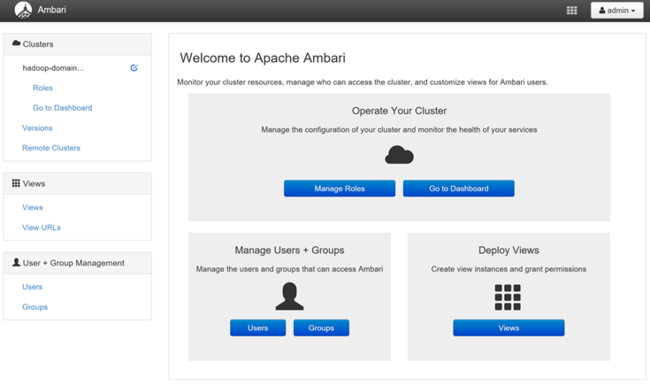 Ambari
admin
Clusters
hadoop-domain...
Roles
Go to Dashboard
Versions
Remote Clusters
Views
Views
View URLs
User + Group Management
Users
Groups
Welcome to Apache Ambari
Monitor your cluster resources, manage who can access the cluster, and customize views for Ambari users.
Operate Your Cluster
Manage the configuration of your cluster and monitor the health of your services
Manage Roles
Go to Dashboard
Manage Users + Groups
Manage the users and groups that can access Ambari
Users
Groups
Deploy Views
Create view instances and grant permissions
Views